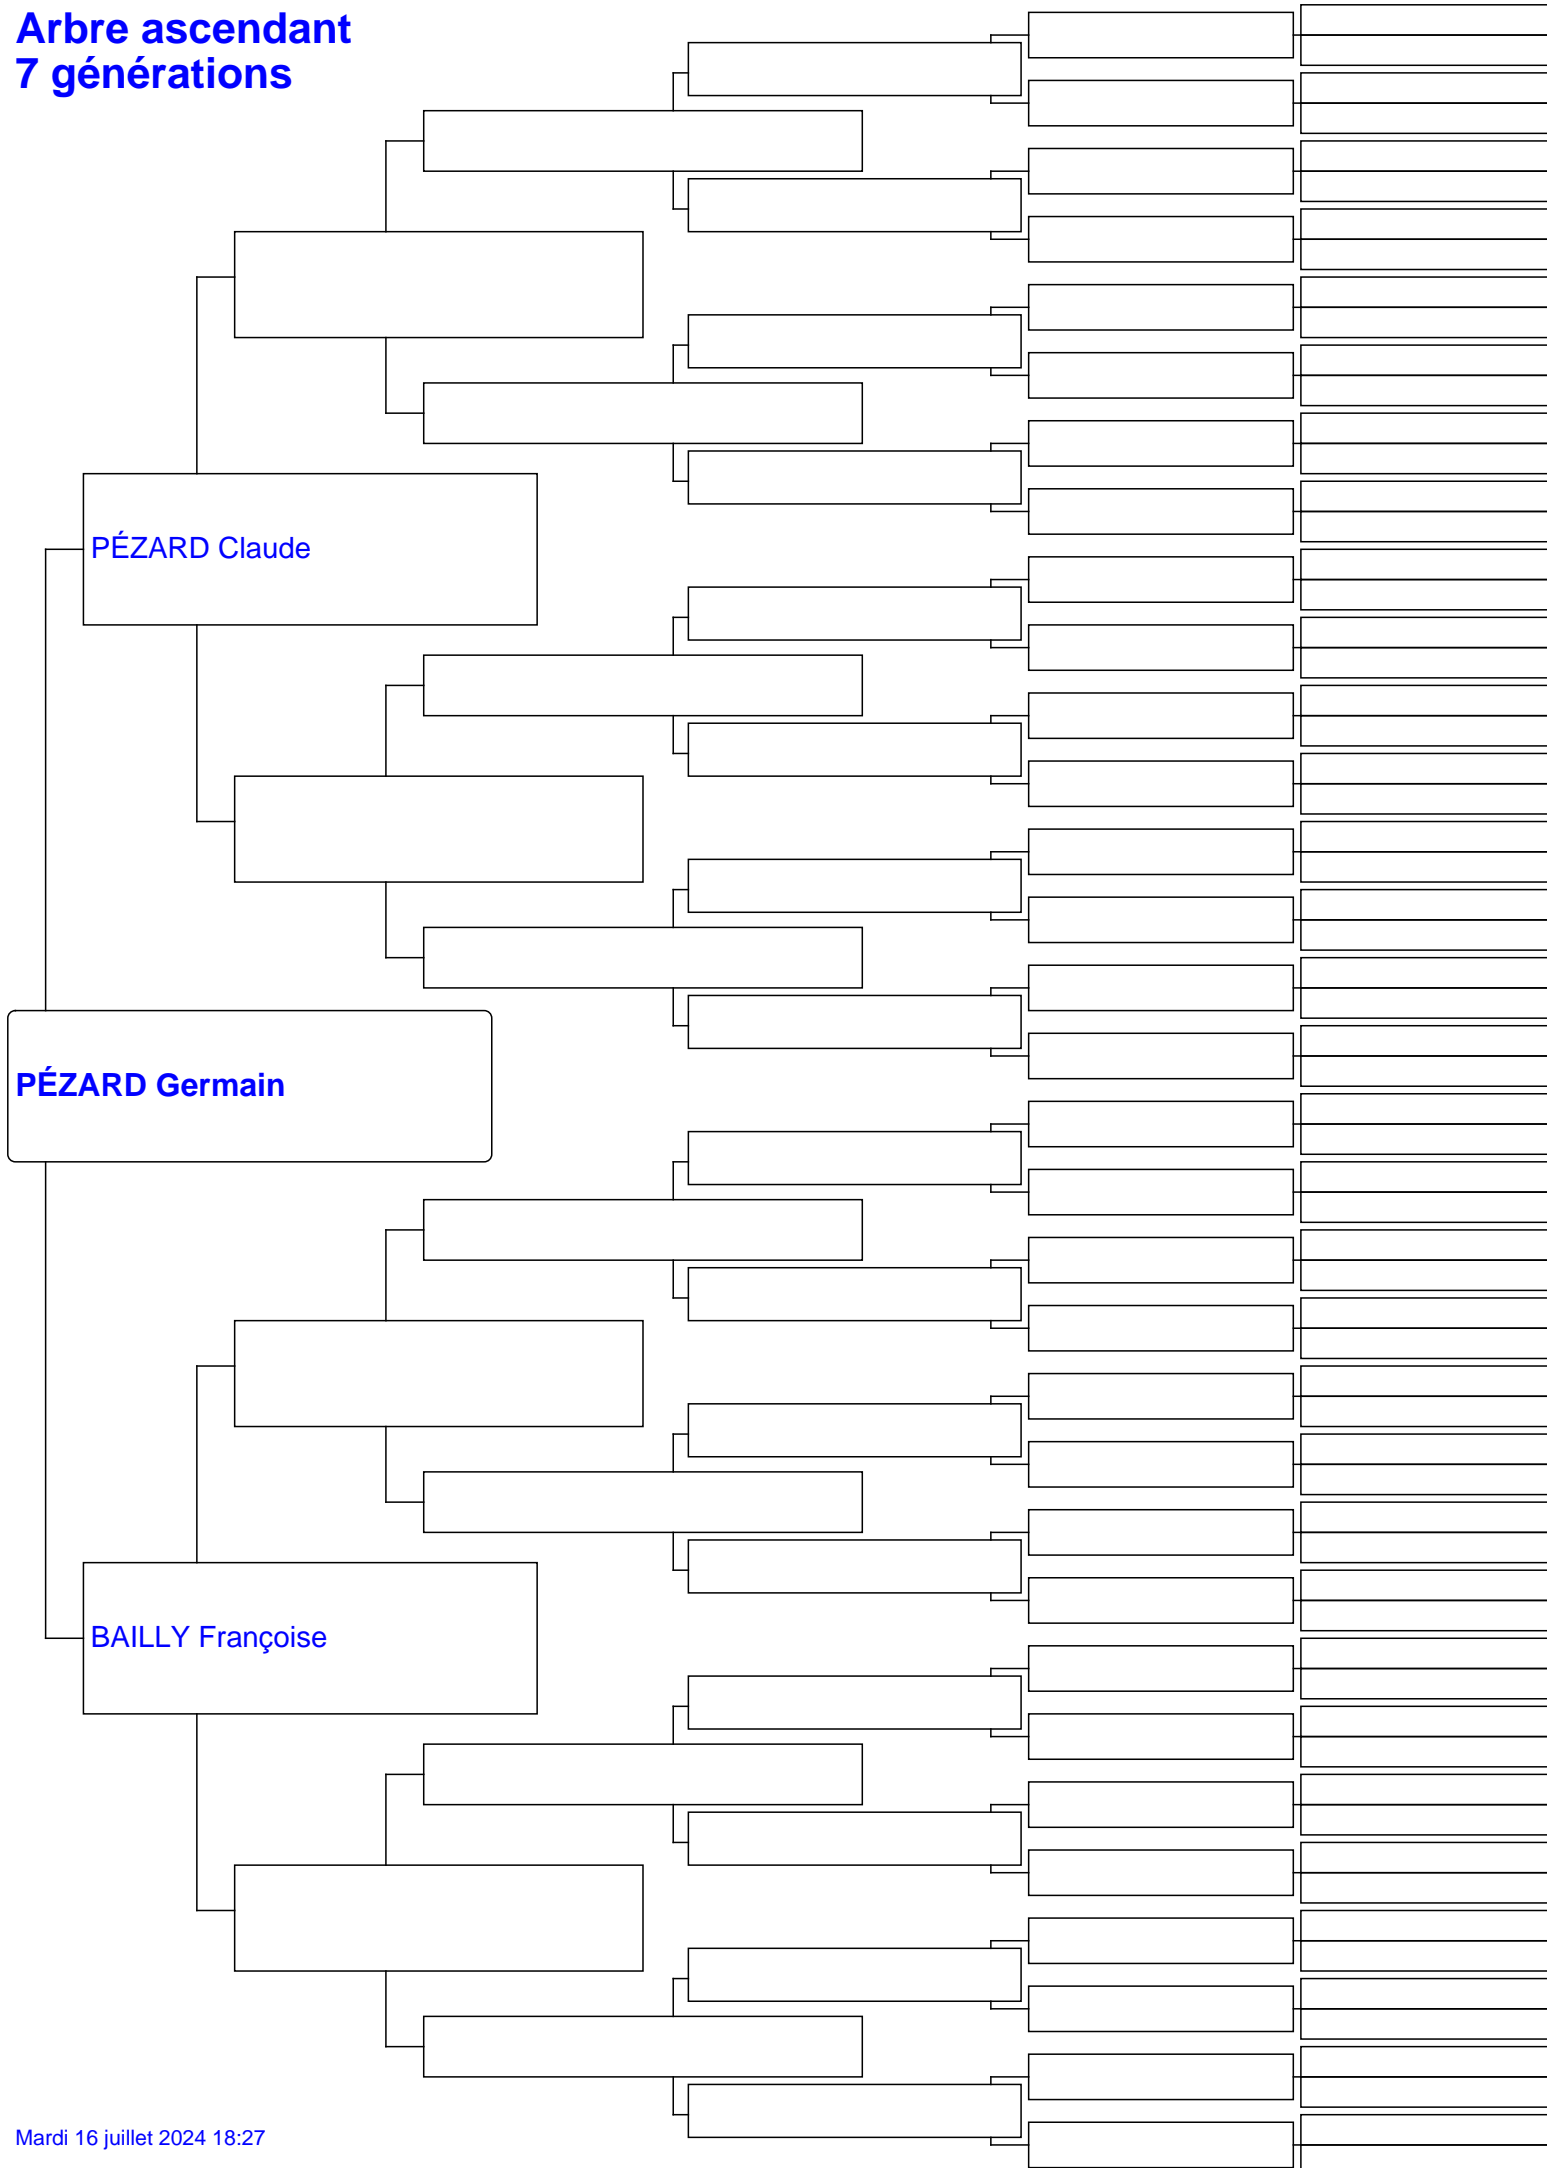 Arbre ascendant
7 générations
PÉZARD Claude
PÉZARD Germain
BAILLY Françoise
Mardi 16 juillet 2024 18:27